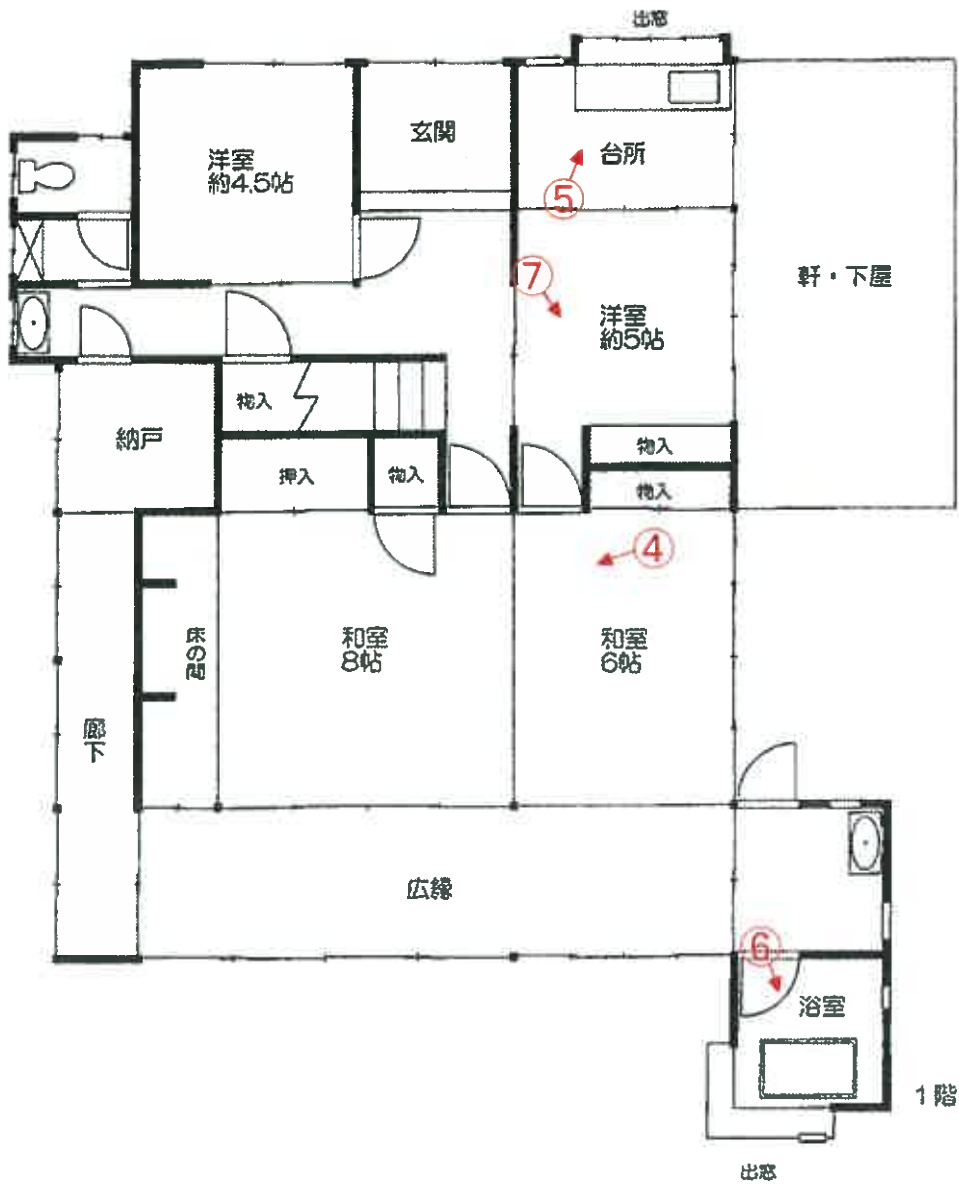 出窓
玄関
台所
洋室
約4.5帖
⑤
⑦
軒・下屋
洋室
約5帖
物入
納戸
押入
物入
物入
物入
④
床の間
和室
8帖
和室
6帖
廊下
広縁
⑥
浴室
1階
出窓